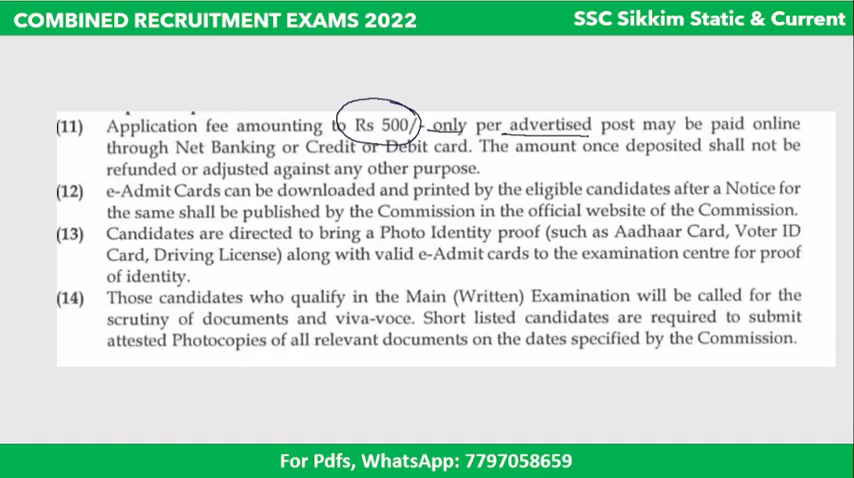 COMBINED RECRUITMENT EXAMS 2022
SSC Sikkim Static & Current
(11) Application fee amounting to Rs 500/- only per advertised post may be paid online
through Net Banking or Credit or Debit card. The amount once deposited shall not be
refunded or adjusted against any other purpose.
(12) e-Admit Cards can be downloaded and printed by the eligible candidates after a Notice for
the same shall be published by the Commission in the official website of the Commission.
(13) Candidates are directed to bring a Photo Identity proof (such as Aadhaar Card, Voter ID
Card, Driving License) along with valid e-Admit cards to the examination centre for proof
of identity.
(14) Those candidates who qualify in the Main (Written) Examination will be called for the
scrutiny of documents and viva-voce. Short listed candidates are required to submit
attested Photocopies of all relevant documents on the dates specified by the Commission.
For Pdfs, WhatsApp: 7797058659